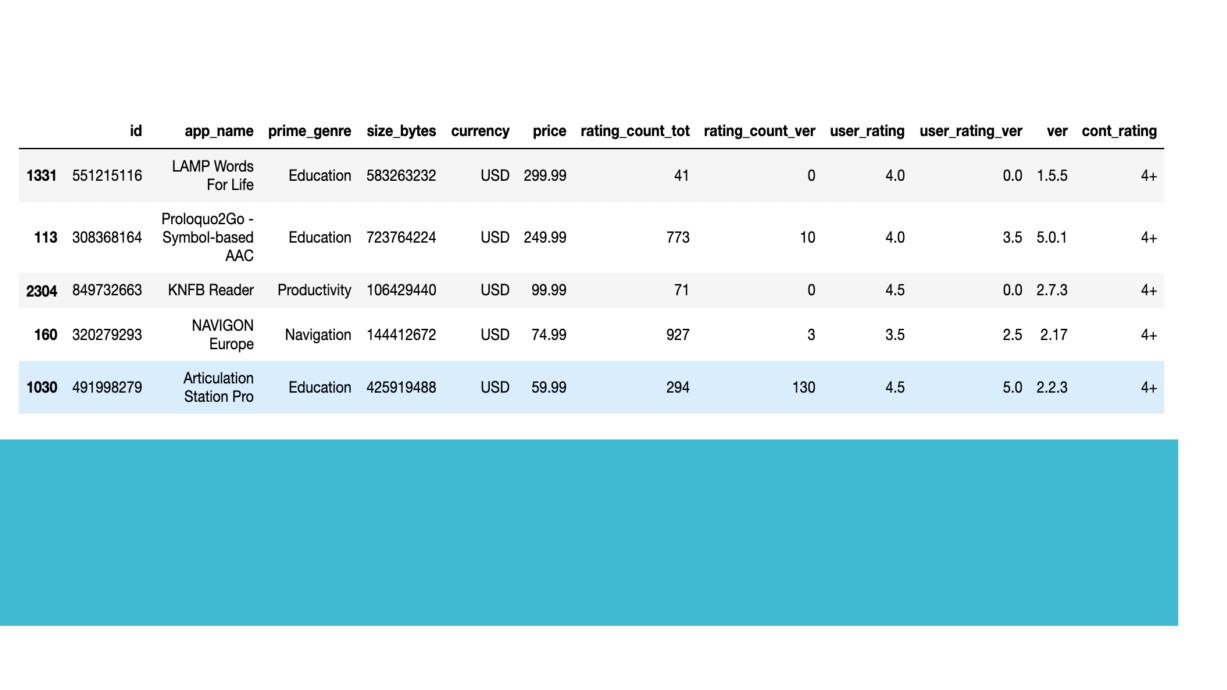 id app_name prime_genre size_bytes currency price rating_count_tot rating_count_ver user_rating user_rating_ver ver cont_rating
1331 551215116 LAMP Words For Life Education 583263232 USD 299.99 41 0 4.0 0.0 1.5.5 4+
113 308368164 Proloquo2Go - Symbol-based AAC Education 723764224 USD 249.99 773 10 4.0 3.5 5.0.1 4+
2304 849732663 KNFB Reader Productivity 106429440 USD 99.99 71 0 4.5 0.0 2.7.3 4+
160 320279293 NAVIGON Europe Navigation 144412672 USD 74.99 927 3 3.5 2.5 2.17 4+
1030 491998279 Articulation Station Pro Education 425919488 USD 59.99 294 130 4.5 5.0 2.2.3 4+